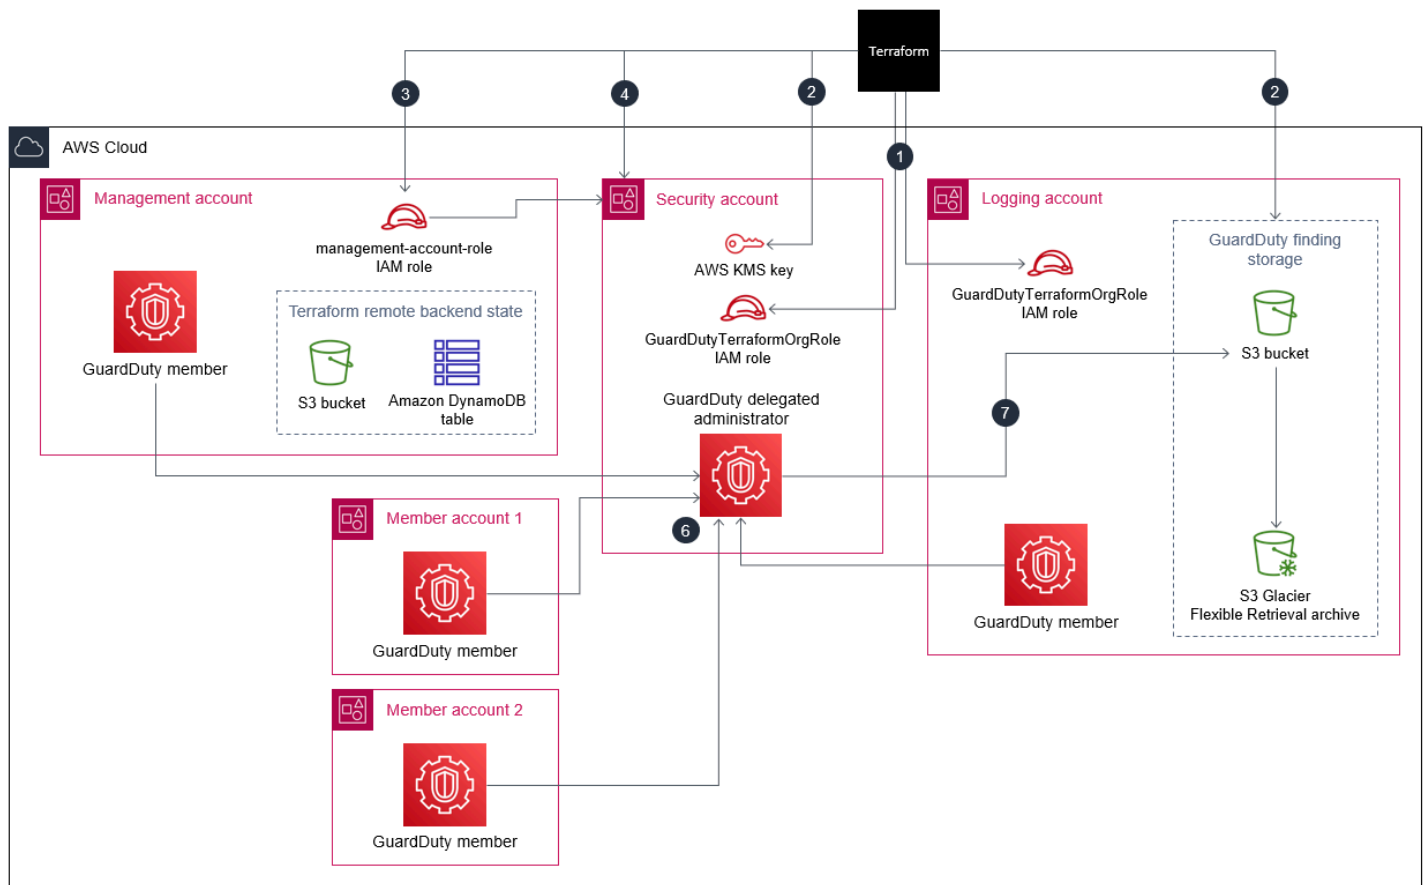 Terraform
3
4
2
2
1
AWS Cloud
Management account
management-account-role
IAM role
GuardDuty member
Terraform remote backend state
S3 bucket
Amazon DynamoDB
table
Security account
AWS KMS key
GuardDutyTerraformOrgRole
IAM role
GuardDuty delegated
administrator
6
Logging account
GuardDutyTerraformOrgRole
IAM role
GuardDuty finding
storage
S3 bucket
7
S3 Glacier
Flexible Retrieval archive
GuardDuty member
Member account 1
GuardDuty member
Member account 2
GuardDuty member